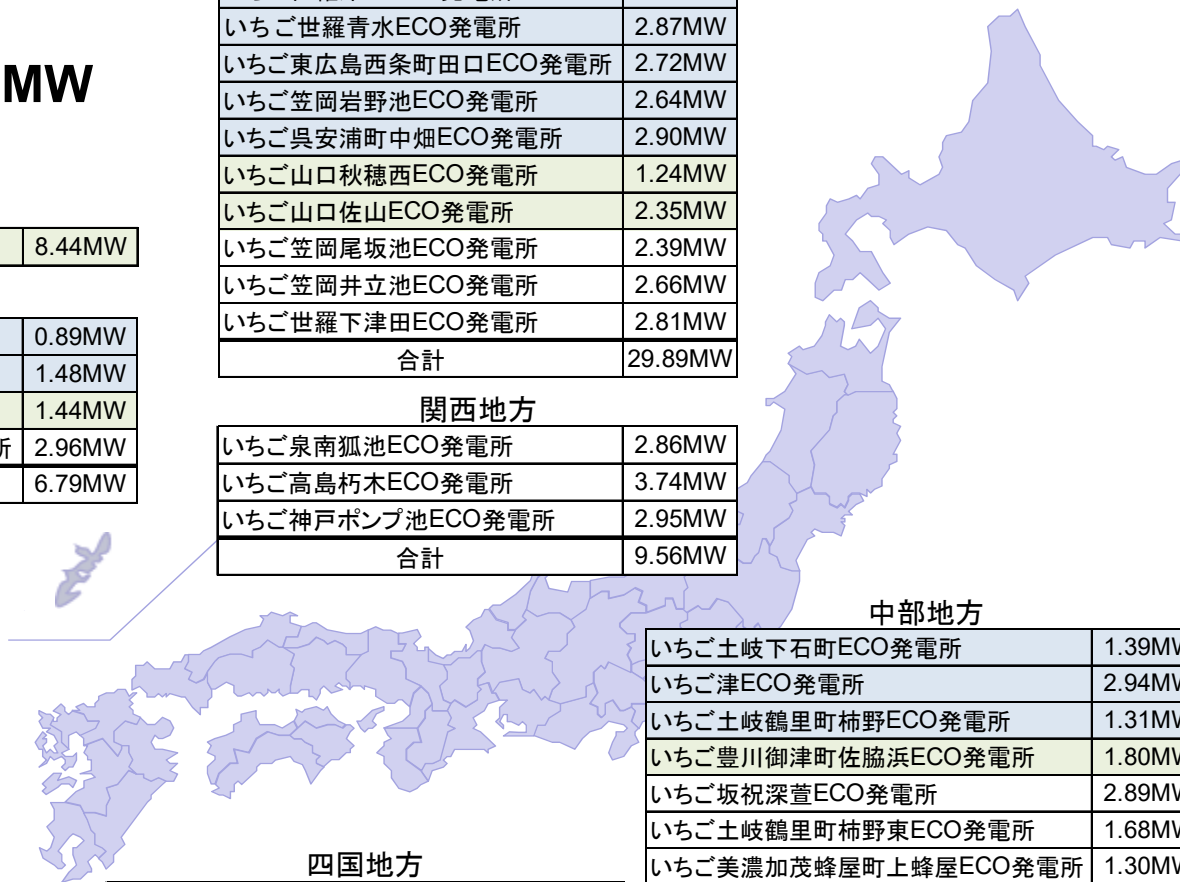 MW
8.44MW
0.89MW
1.48MW
1.44MW
所 2.96MW
6.79MW
いちご世羅青水ECO発電所 2.87MW
いちご東広島西条町田口ECO発電所 2.72MW
いちご笠岡岩野池ECO発電所 2.64MW
いちご呉安浦町中畑ECO発電所 2.90MW
いちご山口秋穂西ECO発電所 1.24MW
いちご山口佐山ECO発電所 2.35MW
いちご笠岡尾坂池ECO発電所 2.39MW
いちご笠岡井立池ECO発電所 2.66MW
いちご世羅下津田ECO発電所 2.81MW
合計 29.89MW
関西地方
いちご泉南狐池ECO発電所 2.86MW
いちご高島朽木ECO発電所 3.74MW
いちご神戸ポンプ池ECO発電所 2.95MW
合計 9.56MW
中部地方
いちご土岐下石町ECO発電所 1.39MW
いちご津ECO発電所 2.94MW
いちご土岐鶴里町柿野ECO発電所 1.31MW
いちご豊川御津町佐脇浜ECO発電所 1.80MW
いちご坂祝深萱ECO発電所 2.89MW
いちご土岐鶴里町柿野東ECO発電所 1.68MW
いちご美濃加茂蜂屋町上蜂屋ECO発電所 1.30MW
四国地方